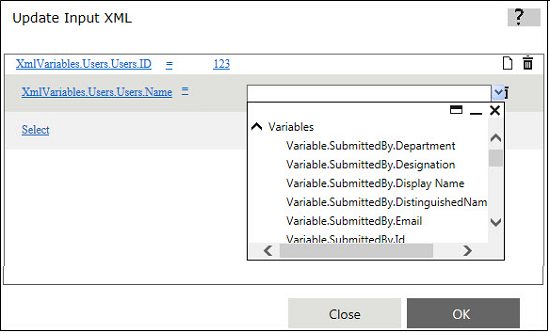 Update Input XML ?
XmlVariables.Users.Users.ID = 123
XmlVariables.Users.Users.Name =
Variables
Select
Variable.SubmittedBy.Department
Variable.SubmittedBy.Designation
Variable.SubmittedBy.Display Name
Variable.SubmittedBy.DistinguishedNam
Variable.SubmittedBy.Email
Variable.SubmittedBy.Id
Close OK